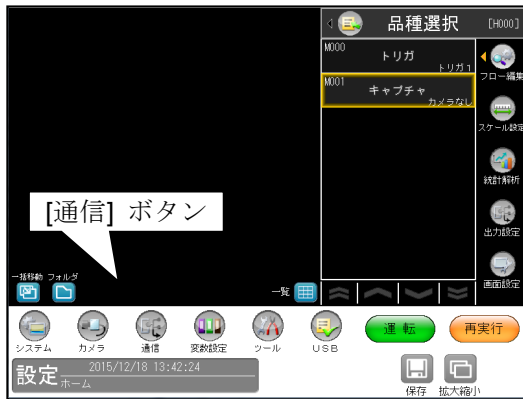 品種選択 [H000]
M000
トリガ
トリガ1
M001
キャプチャ
カメラなし
フロー編集
スケール設定
統計解析
出力設定
画面設定
[通信] ボタン
一括移動 フォルダ
一覧
システム カメラ 通信 変数設定 ツール USB
運 転 再実行
設定 2015/12/18 13:42:24
ホーム
保存 拡大縮小